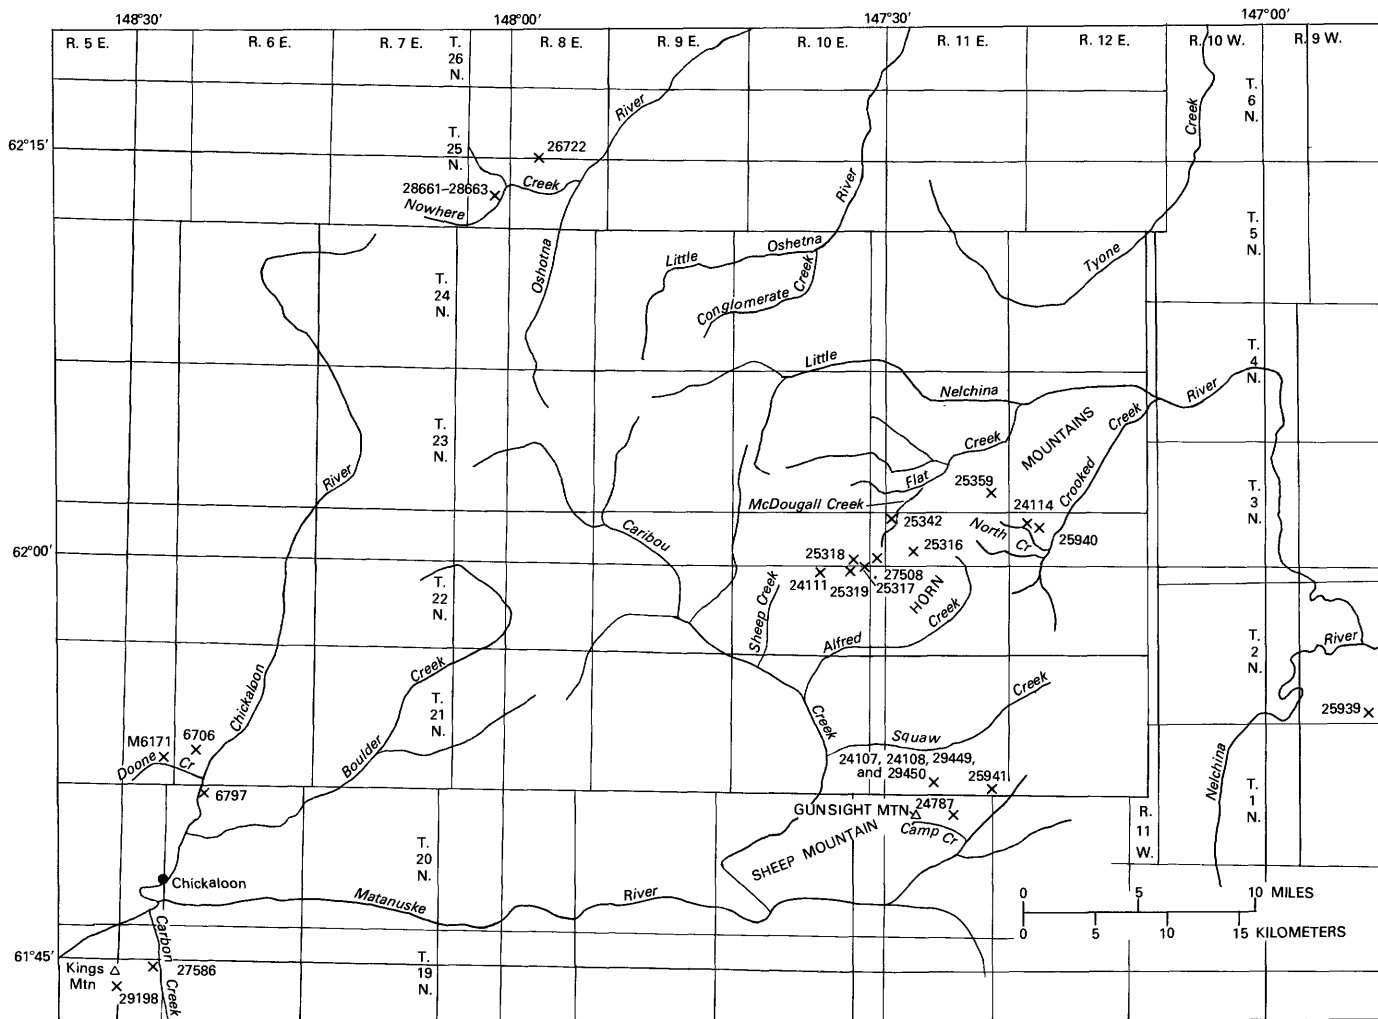 148°30′
148°00′
147°30′
147°00′
R. 5 E.
R. 6 E.
R. 7 E.
T. 26 N.
R. 8 E.
R. 9 E.
R. 10 E.
R. 11 E.
R. 12 E.
R. 10 W.
R. 9 W.
T. 6 N.
River
Creek
62°15′
T. 25 N.
26722
Creek
28661–28663
Nowhere
River
T. 5 N.
Oshotna
Little
Oshetna
Tyone
T. 24 N.
Conglomerate Creek
Little
T. 4 N.
Nelchina
River
T. 23 N.
MOUNTAINS
Creek
Creek
River
Flat
25359
Crooked
T. 3 N.
McDougall Creek
24114
25342
North Cr
25940
Caribou
62°00′
25318
25316
24111
25319
27508
25317
HORN
T. 22 N.
Sheep Creek
Creek
Alfred
T. 2 N.
River
Chickaloon
Creek
Creek
T. 21 N.
25939
Creek
Squaw
M6171
6706
Doone Cr
Boulder
24107, 24108, 29449,
and 29450
25941
6797
Nelchina
T. 1 N.
GUNSIGHT MTN
24787
R. 11 W.
Camp Cr
SHEEP MOUNTAIN
T. 20 N.
Chickaloon
0 5 10 MILES
Matanuske
River
0 5 10 15 KILOMETERS
Carbon Creek
61°45′
T. 19 N.
Kings Mtn
27586
29198